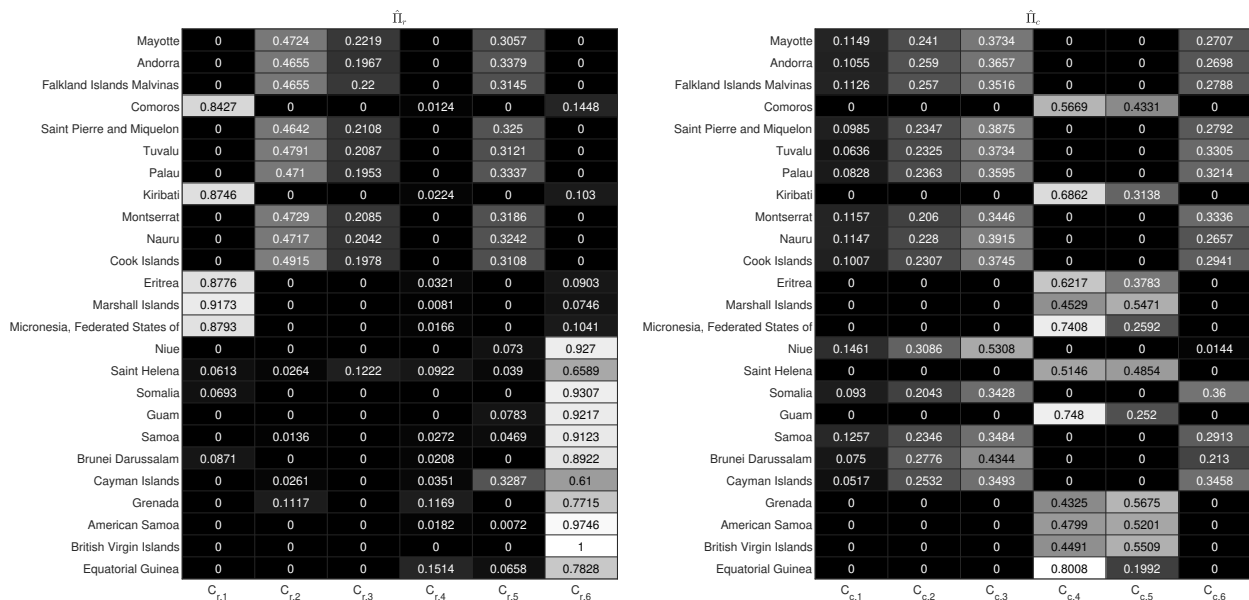 Π̂r Π̂c
Mayotte 0 0.4724 0.2219 0 0.3057 0 Mayotte 0.1149 0.241 0.3734 0 0 0.2707
Andorra 0 0.4655 0.1967 0 0.3379 0 Andorra 0.1055 0.259 0.3657 0 0 0.2698
Falkland Islands Malvinas 0 0.4655 0.22 0 0.3145 0 Falkland Islands Malvinas 0.1126 0.257 0.3516 0 0 0.2788
Comoros 0.8427 0 0 0.0124 0 0.1448 Comoros 0 0 0 0.5669 0.4331 0
Saint Pierre and Miquelon 0 0.4642 0.2108 0 0.325 0 Saint Pierre and Miquelon 0.0985 0.2347 0.3875 0 0 0.2792
Tuvalu 0 0.4791 0.2087 0 0.3121 0 Tuvalu 0.0636 0.2325 0.3734 0 0 0.3305
Palau 0 0.471 0.1953 0 0.3337 0 Palau 0.0828 0.2363 0.3595 0 0 0.3214
Kiribati 0.8746 0 0 0.0224 0 0.103 Kiribati 0 0 0 0.6862 0.3138 0
Montserrat 0 0.4729 0.2085 0 0.3186 0 Montserrat 0.1157 0.206 0.3446 0 0 0.3336
Nauru 0 0.4717 0.2042 0 0.3242 0 Nauru 0.1147 0.228 0.3915 0 0 0.2657
Cook Islands 0 0.4915 0.1978 0 0.3108 0 Cook Islands 0.1007 0.2307 0.3745 0 0 0.2941
Eritrea 0.8776 0 0 0.0321 0 0.0903 Eritrea 0 0 0 0.6217 0.3783 0
Marshall Islands 0.9173 0 0 0.0081 0 0.0746 Marshall Islands 0 0 0 0.4529 0.5471 0
Micronesia, Federated States of 0.8793 0 0 0.0166 0 0.1041 Micronesia, Federated States of 0 0 0 0.7408 0.2592 0
Niue 0 0 0 0 0.073 0.927 Niue 0.1461 0.3086 0.5308 0 0 0.0144
Saint Helena 0.0613 0.0264 0.1222 0.0922 0.039 0.6589 Saint Helena 0 0 0 0.5146 0.4854 0
Somalia 0.0693 0 0 0 0 0.9307 Somalia 0.093 0.2043 0.3428 0 0 0.36
Guam 0 0 0 0 0.0783 0.9217 Guam 0 0 0 0.748 0.252 0
Samoa 0 0.0136 0 0.0272 0.0469 0.9123 Samoa 0.1257 0.2346 0.3484 0 0 0.2913
Brunei Darussalam 0.0871 0 0 0.0208 0 0.8922 Brunei Darussalam 0.075 0.2776 0.4344 0 0 0.213
Cayman Islands 0 0.0261 0 0.0351 0.3287 0.61 Cayman Islands 0.0517 0.2532 0.3493 0 0 0.3458
Grenada 0 0.1117 0 0.1169 0 0.7715 Grenada 0 0 0 0.4325 0.5675 0
American Samoa 0 0 0 0.0182 0.0072 0.9746 American Samoa 0 0 0 0.4799 0.5201 0
British Virgin Islands 0 0 0 0 0 1 British Virgin Islands 0 0 0 0.4491 0.5509 0
Equatorial Guinea 0 0 0 0.1514 0.0658 0.7828 Equatorial Guinea 0 0 0 0.8008 0.1992 0
Cr,1 Cr,2 Cr,3 Cr,4 Cr,5 Cr,6 Cc,1 Cc,2 Cc,3 Cc,4 Cc,5 Cc,6